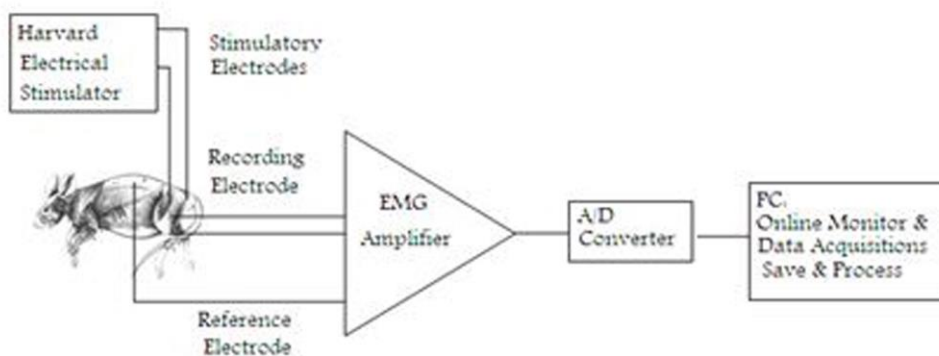 Harvard
Electrical
Stimulator
Stimulatory
Electrodes
Recording
Electrode
EMG
Amplifier
A/D
Converter
PC:
Online Monitor &
Data Acquisitions
Save & Process
Reference
Electrode